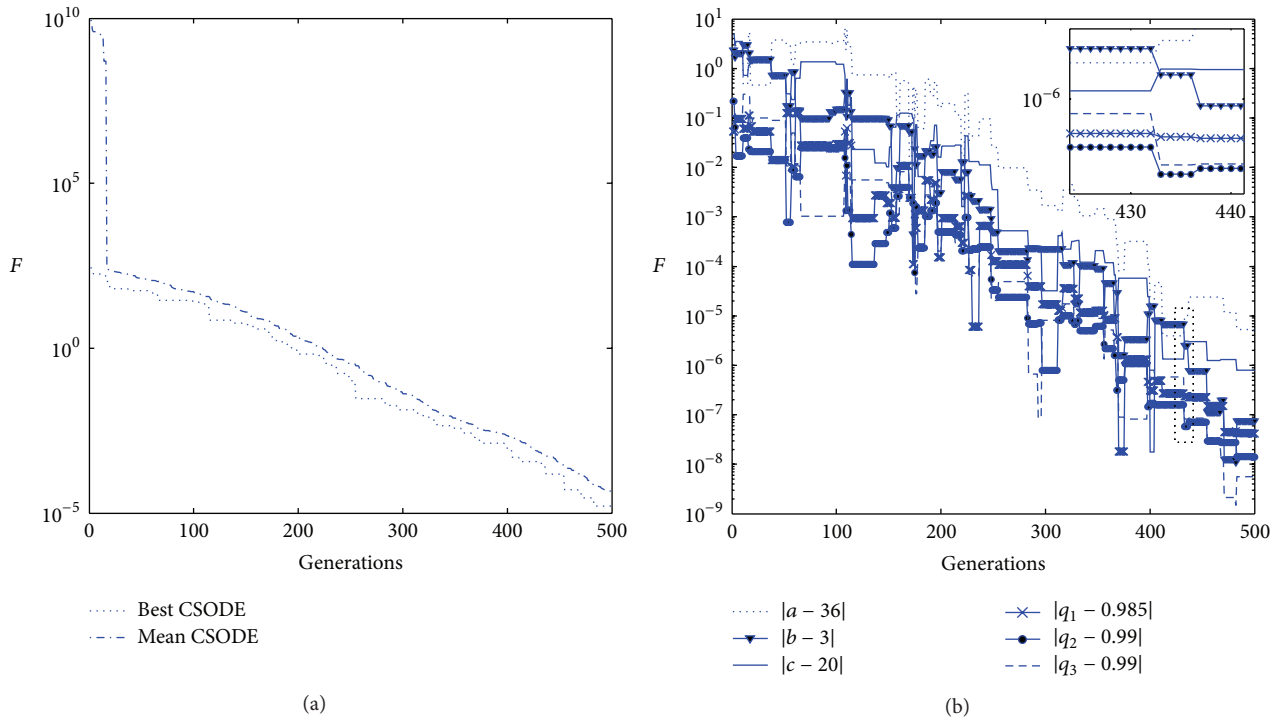 10^10
10^5
F
10^0
10^-5
0
100
200
300
400
500
Generations
Best CSODE
Mean CSODE
(a)
10^1
10^0
10^-1
10^-2
10^-3
F
10^-4
10^-5
10^-6
10^-7
10^-8
10^-9
10^-6
430
440
0
100
200
300
400
500
Generations
|a − 36|
|b − 3|
|c − 20|
|q₁ − 0.985|
|q₂ − 0.99|
|q₃ − 0.99|
(b)